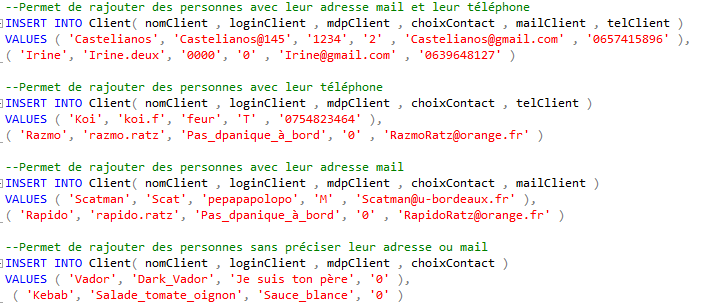 --Permet de rajouter des personnes avec leur adresse mail et leur téléphone
INSERT INTO Client( nomClient , loginClient , mdpClient , choixContact , mailClient , telClient )
VALUES ( 'Castelianos', 'Castelianos@145', '1234', '2' , 'Castelianos@gmail.com' , '0657415896' ),
( 'Irine', 'Irine.deux', '0000', '0' , 'Irine@gmail.com' , '0639648127' )
--Permet de rajouter des personnes avec leur téléphone
INSERT INTO Client( nomClient , loginClient , mdpClient , choixContact , telClient )
VALUES ( 'Koi', 'koi.f', 'feur', 'T' , '0754823464' ),
( 'Razmo', 'razmo.ratz', 'Pas_dpanique_à_bord', '0' , 'RazmoRatz@orange.fr' )
--Permet de rajouter des personnes avec leur adresse mail
INSERT INTO Client( nomClient , loginClient , mdpClient , choixContact , mailClient )
VALUES ( 'Scatman', 'Scat', 'pepapapolopo', 'M' , 'Scatman@u-bordeaux.fr' ),
( 'Rapido', 'rapido.ratz', 'Pas_dpanique_à_bord', '0' , 'RapidoRatz@orange.fr' )
--Permet de rajouter des personnes sans préciser leur adresse ou mail
INSERT INTO Client( nomClient , loginClient , mdpClient , choixContact )
VALUES ( 'Vador', 'Dark_Vador', 'Je suis ton père', '0' ),
( 'Kebab', 'Salade_tomate_oignon', 'Sauce_blance', '0' )